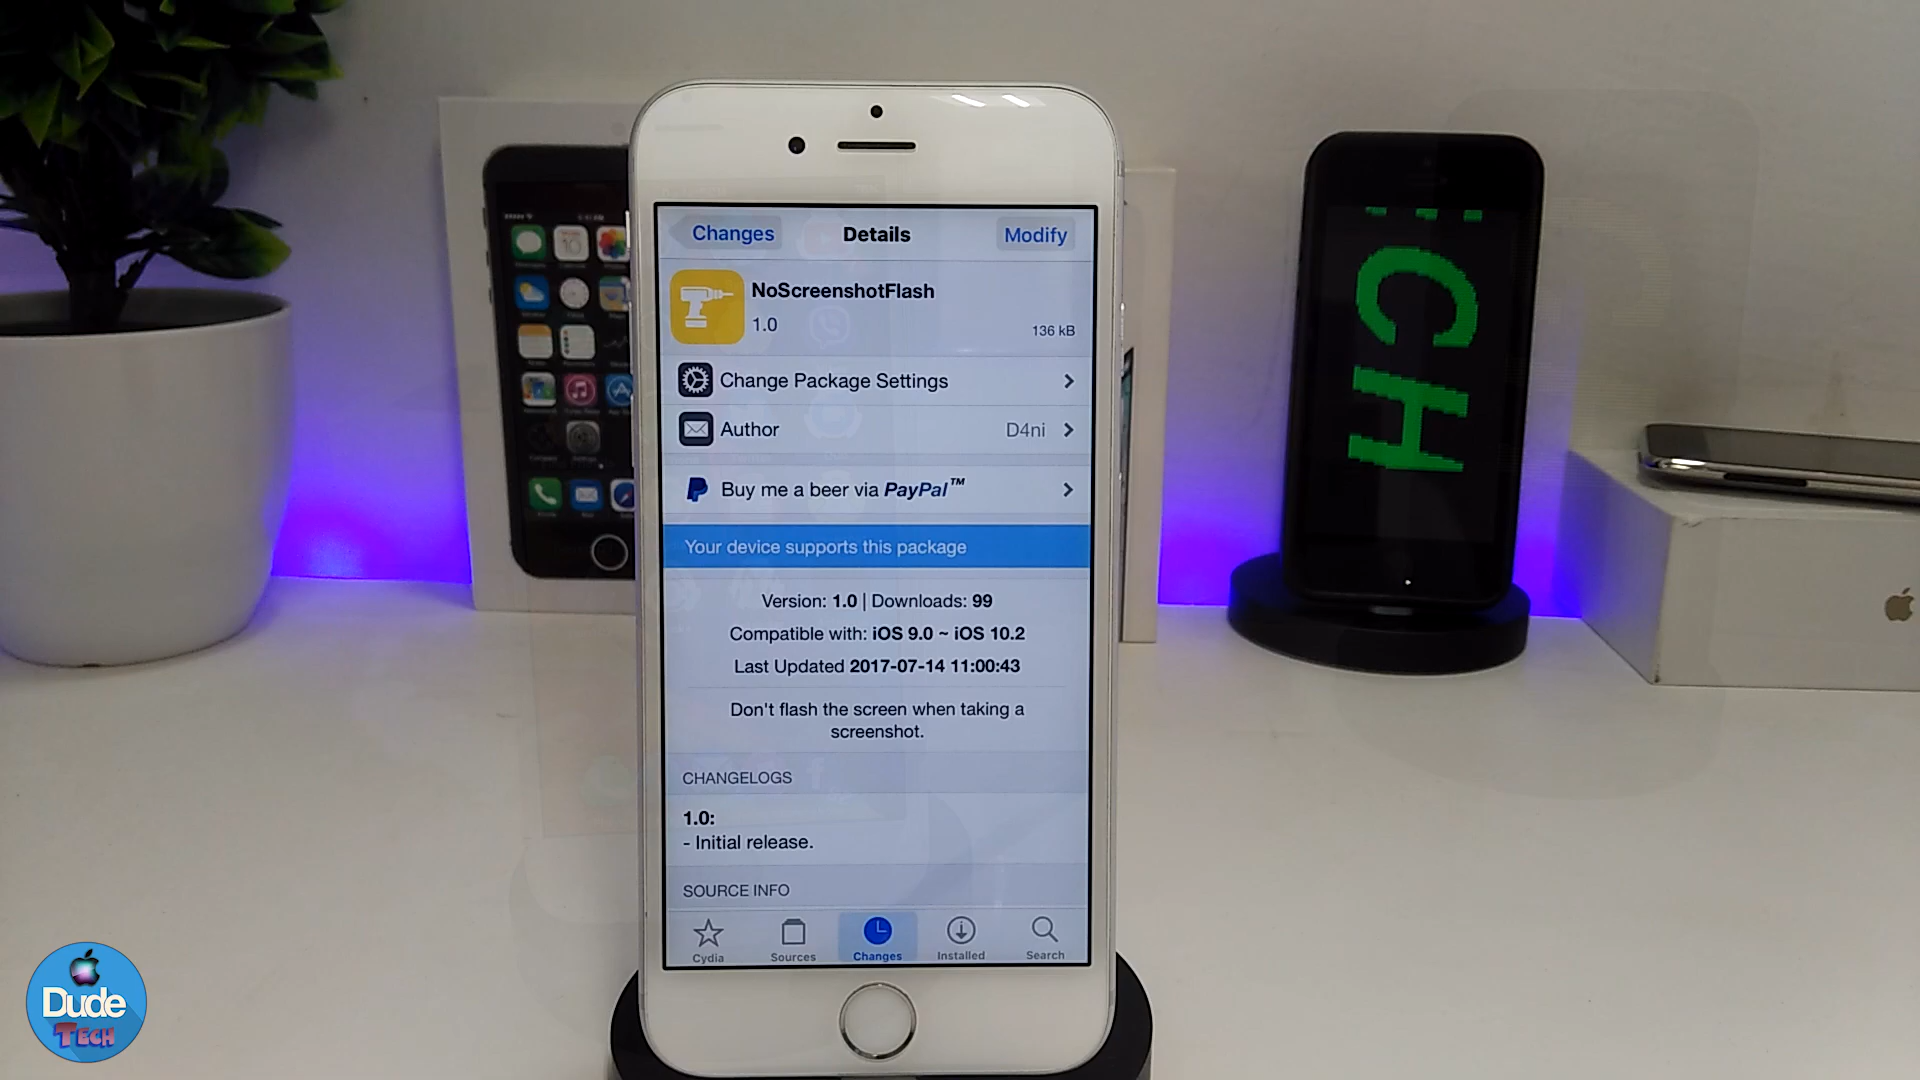 Changes
Details
Modify
NoScreenshotFlash
1.0
136 kB
Change Package Settings
Author
D4ni
Buy me a beer via PayPal™
Your device supports this package
Version: 1.0 | Downloads: 99
Compatible with: iOS 9.0 ~ iOS 10.2
Last Updated 2017-07-14 11:00:43
Don't flash the screen when taking a
screenshot.
CHANGELOGS
1.0:
- Initial release.
SOURCE INFO
Cydia
Sources
Changes
Installed
Search
CH
Dude
TECH